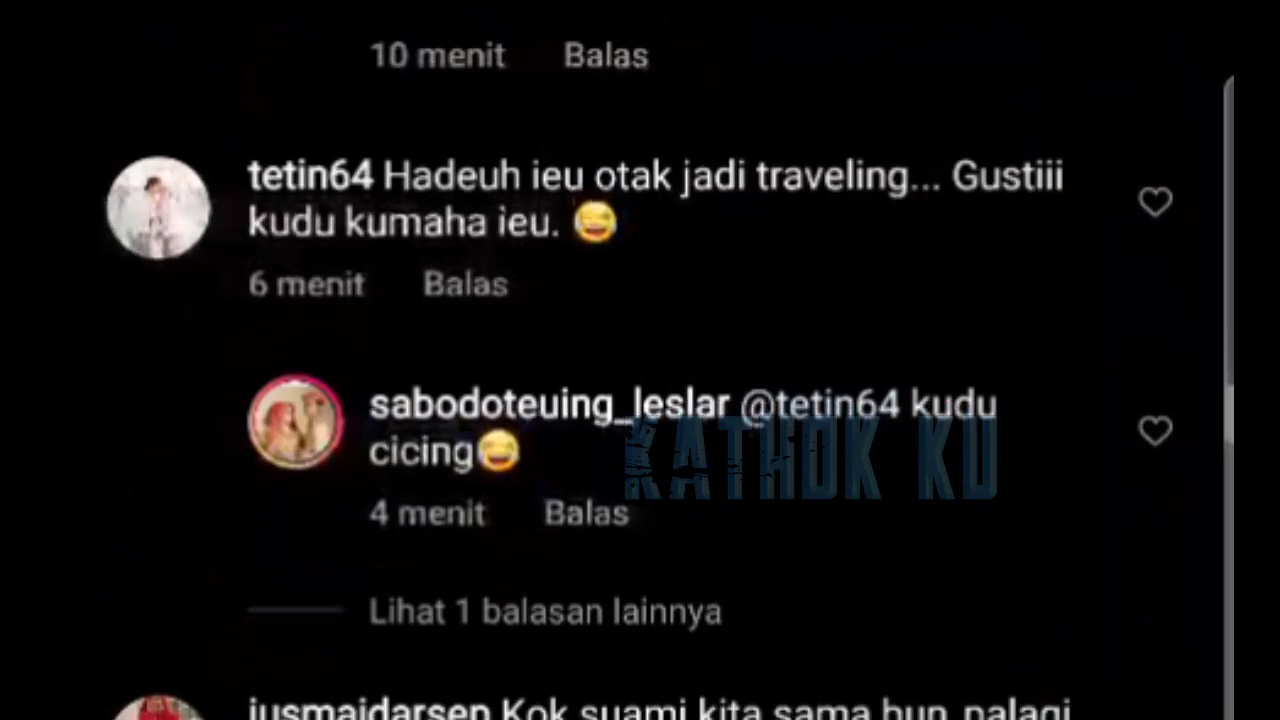 10 menit Balas
tetin64 Hadeuh ieu otak jadi traveling... Gustiii
kudu kumaha ieu. 😅
6 menit Balas
sabodoteuing_leslar @tetin64 kudu
cicing😂
KATHOK KU
4 menit Balas
Lihat 1 balasan lainnya
jusmaidarsen Kok suami kita sama bun, palagi